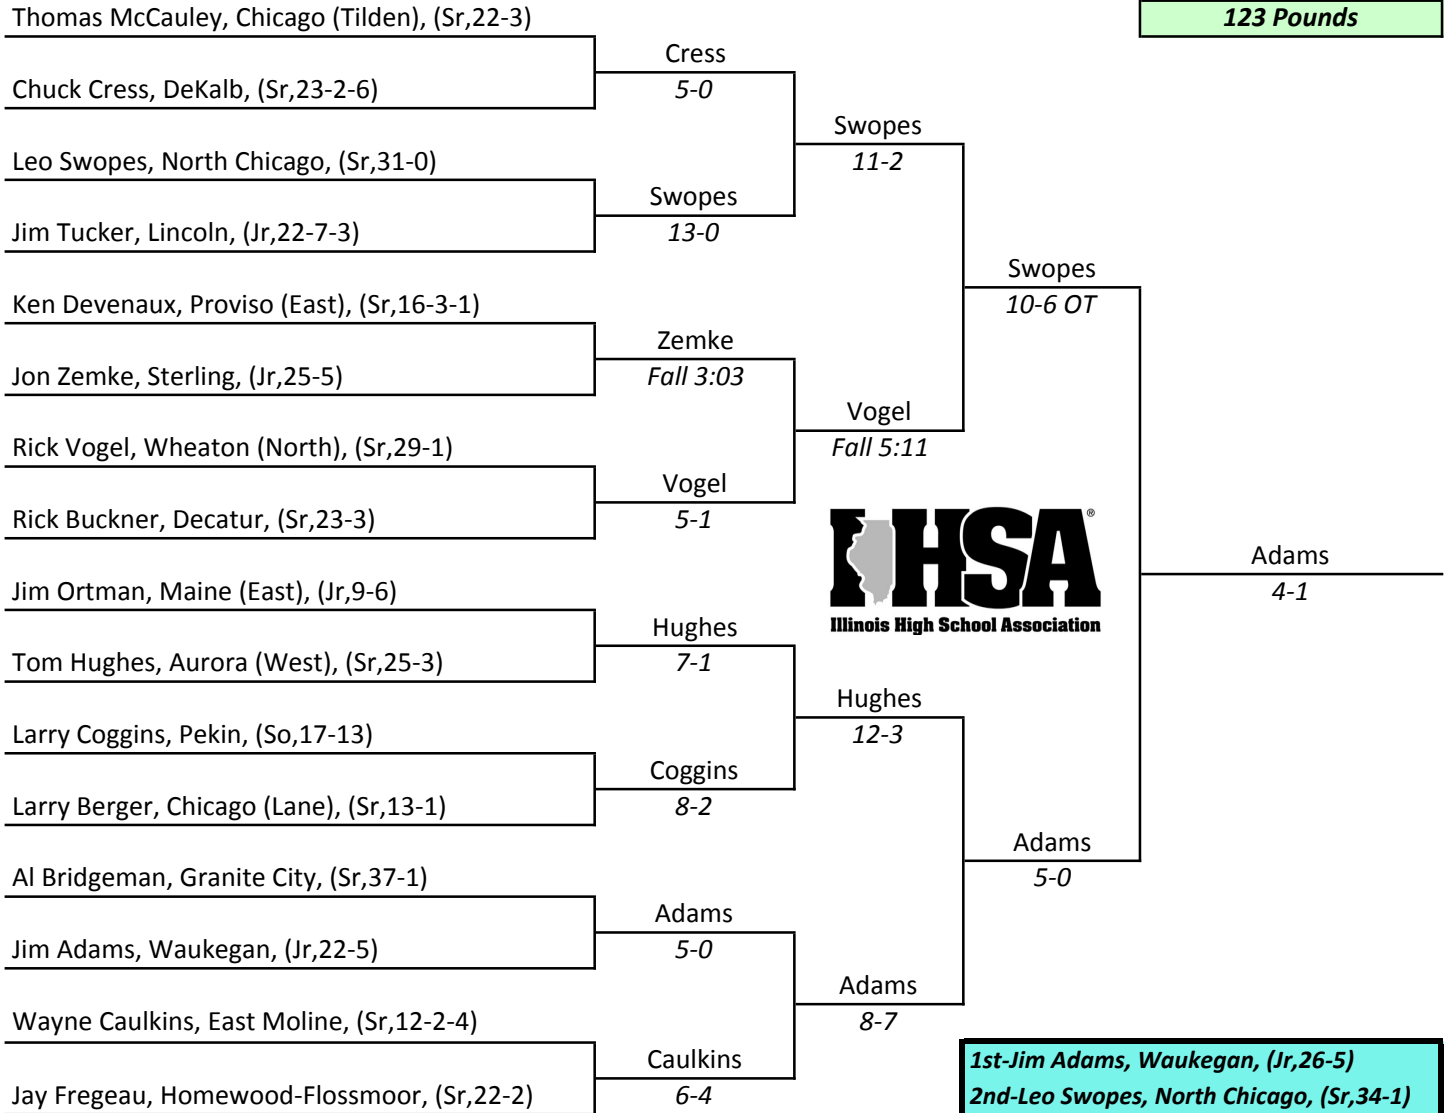 Thomas McCauley, Chicago (Tilden), (Sr,22-3)
123 Pounds
Cress
5-0
Chuck Cress, DeKalb, (Sr,23-2-6)
Swopes
11-2
Leo Swopes, North Chicago, (Sr,31-0)
Swopes
13-0
Jim Tucker, Lincoln, (Jr,22-7-3)
Swopes
10-6 OT
Ken Devenaux, Proviso (East), (Sr,16-3-1)
Zemke
Fall 3:03
Jon Zemke, Sterling, (Jr,25-5)
Vogel
Fall 5:11
Rick Vogel, Wheaton (North), (Sr,29-1)
Vogel
5-1
Rick Buckner, Decatur, (Sr,23-3)
IHSA®
Illinois High School Association
Adams
4-1
Jim Ortman, Maine (East), (Jr,9-6)
Hughes
7-1
Tom Hughes, Aurora (West), (Sr,25-3)
Hughes
12-3
Larry Coggins, Pekin, (So,17-13)
Coggins
8-2
Larry Berger, Chicago (Lane), (Sr,13-1)
Adams
5-0
Al Bridgeman, Granite City, (Sr,37-1)
Adams
5-0
Jim Adams, Waukegan, (Jr,22-5)
Adams
8-7
Wayne Caulkins, East Moline, (Sr,12-2-4)
Caulkins
6-4
Jay Fregeau, Homewood-Flossmoor, (Sr,22-2)
1st-Jim Adams, Waukegan, (Jr,26-5)
2nd-Leo Swopes, North Chicago, (Sr,34-1)